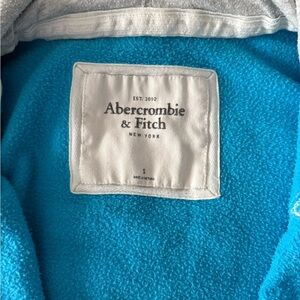 EST. 1892
Abercrombie
& Fitch
NEW YORK
S